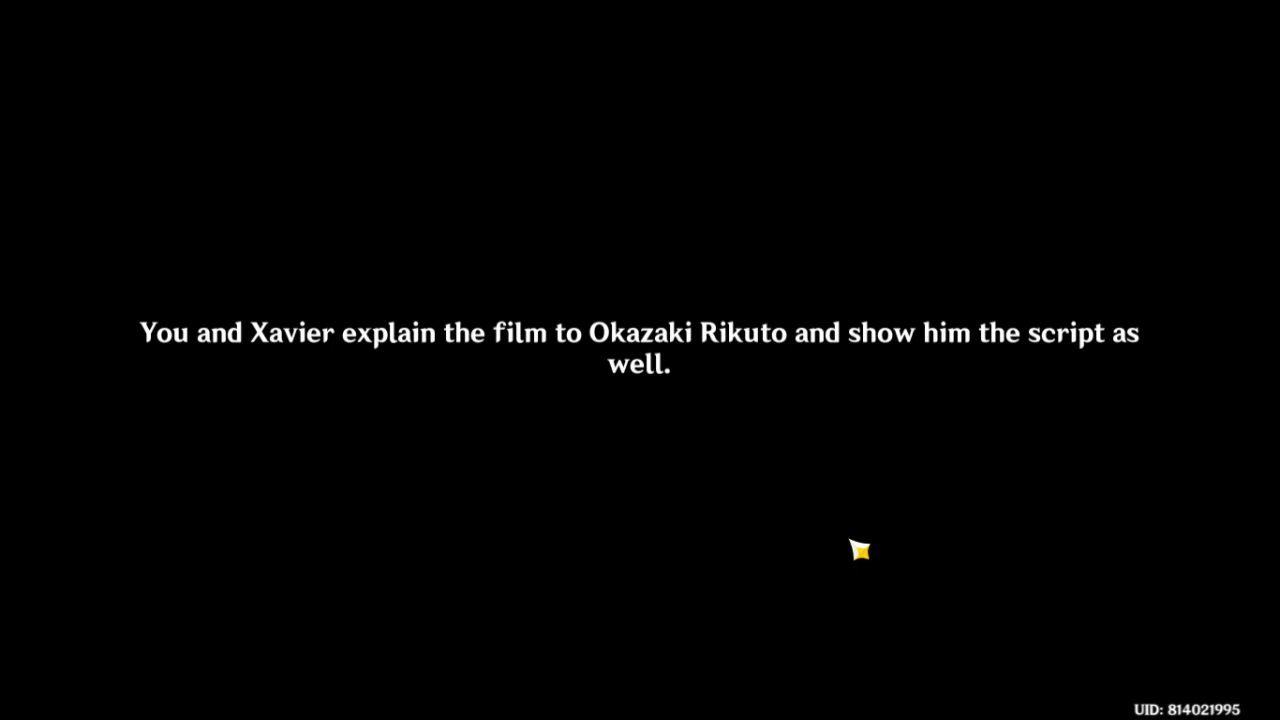 You and Xavier explain the film to Okazaki Rikuto and show him the script as
well.
UID: 814021995